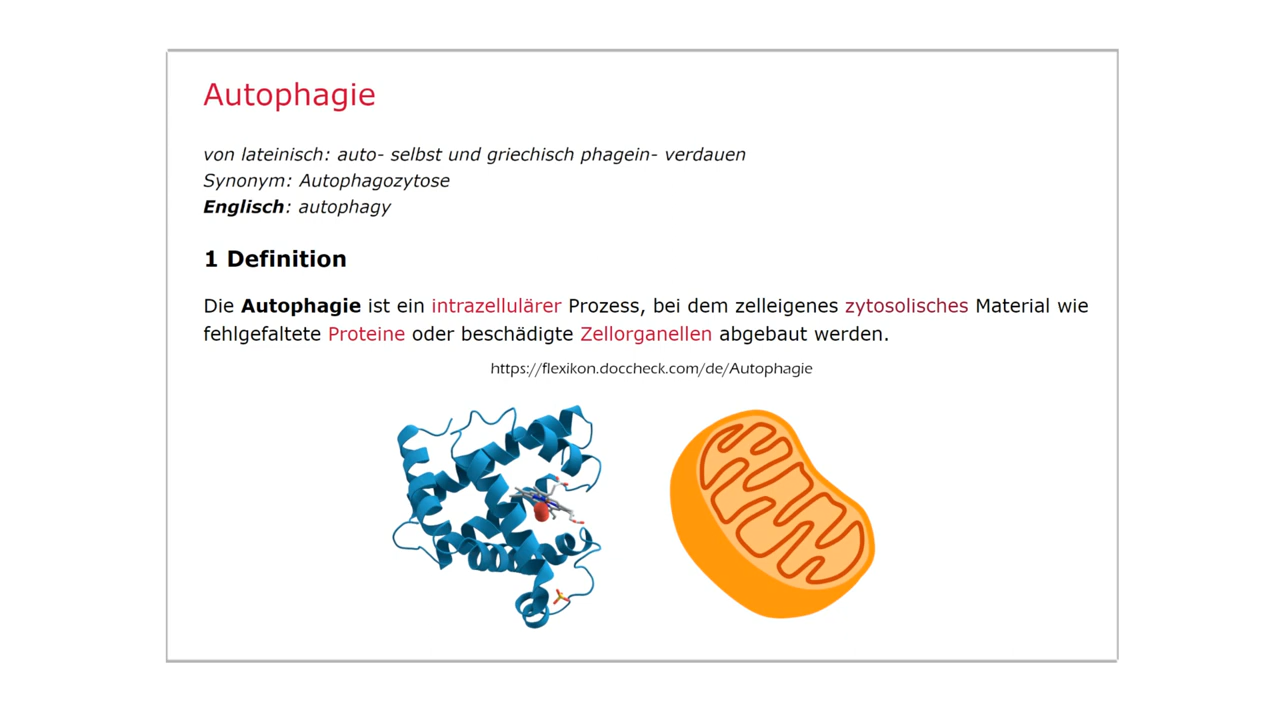 Autophagie
von lateinisch: auto- selbst und griechisch phagein- verdauen
Synonym: Autophagozytose
Englisch: autophagy
1 Definition
Die Autophagie ist ein intrazellulärer Prozess, bei dem zelleigenes zytosolisches Material wie
fehlgefaltete Proteine oder beschädigte Zellorganellen abgebaut werden.
https://flexikon.doccheck.com/de/Autophagie